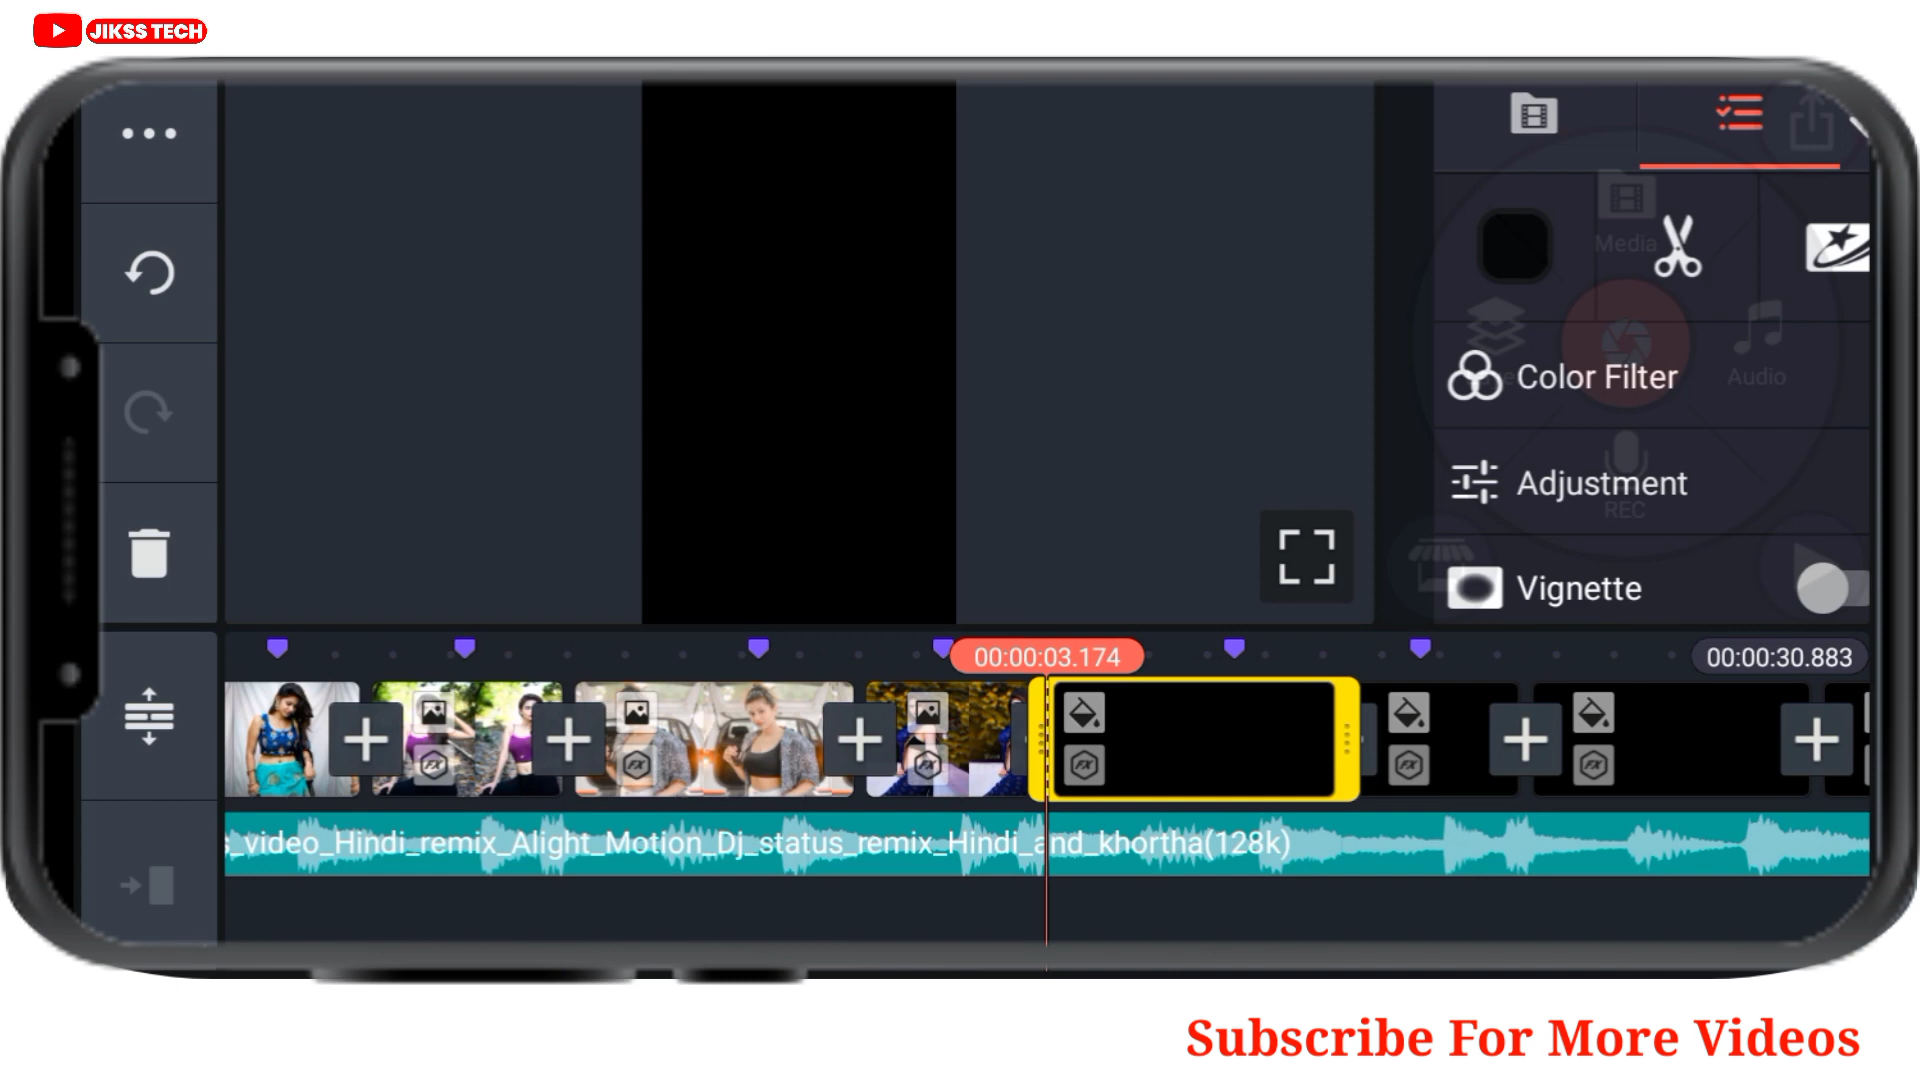 JIKSS TECH
Media
Color Filter
Audio
Adjustment
REC
Vignette
00:00:03.174
00:00:30.883
s_video_Hindi_remix_Alight_Motion_Dj_status_remix_Hindi_and_khortha(128k)
Subscribe For More Videos